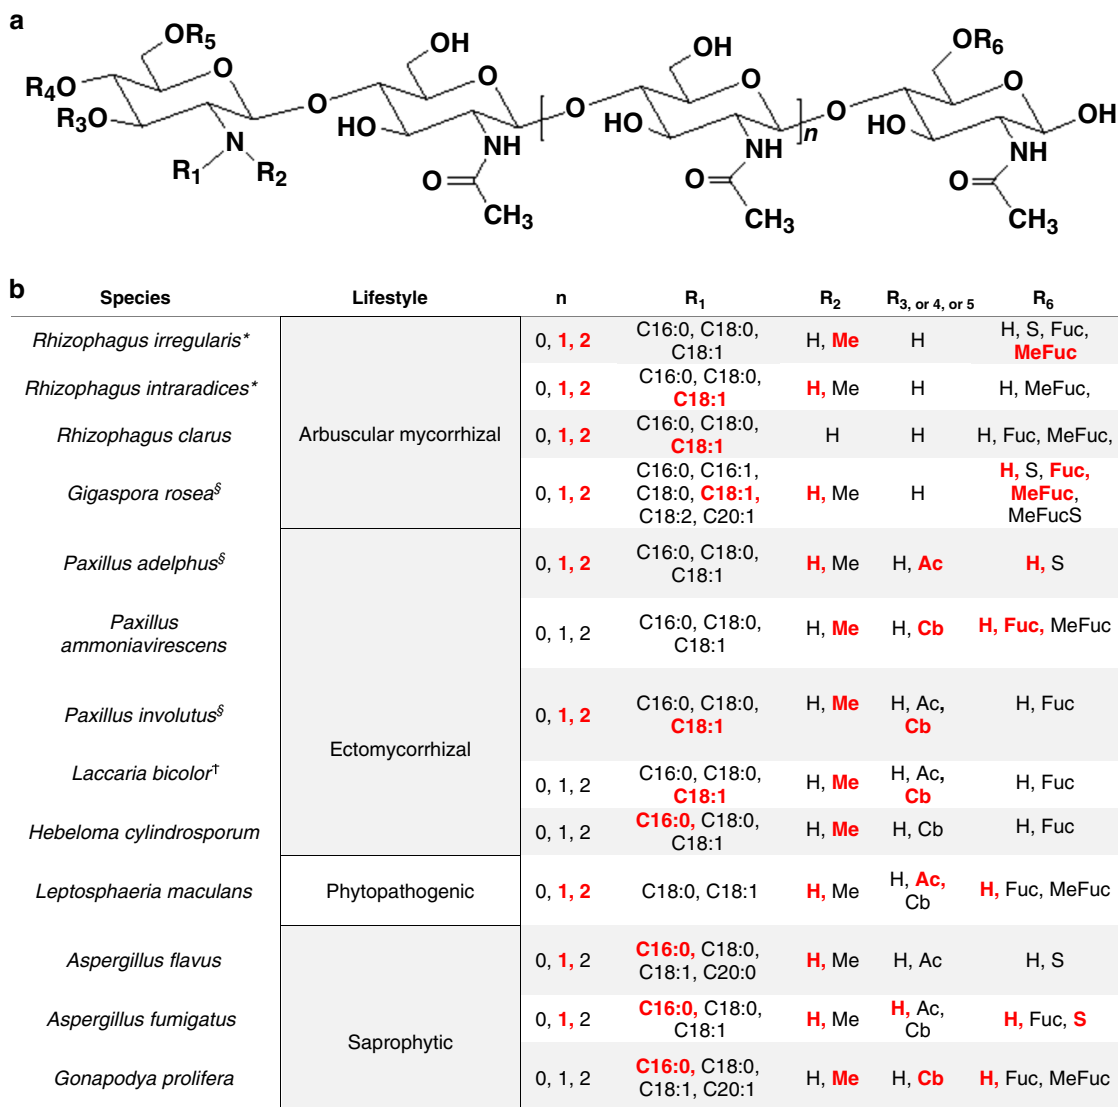 a
OR5 OH OH OR6
R4O O O O O
R3O O HO O HO O HO OH
N NH n NH NH
R1 R2 O O O
CH3 CH3 CH3
b Species Lifestyle n R1 R2 R3, or 4, or 5 R6
Rhizophagus irregularis* 0, 1, 2 C16:0, C18:0, H, Me H H, S, Fuc,
C18:1 MeFuc
Rhizophagus intraradices* 0, 1, 2 C16:0, C18:0, H, Me H H, MeFuc,
C18:1
Rhizophagus clarus Arbuscular mycorrhizal 0, 1, 2 C16:0, C18:0, H H H, Fuc, MeFuc,
C18:1
Gigaspora rosea§ 0, 1, 2 C16:0, C16:1, H, Me H H, S, Fuc,
C18:0, C18:1, MeFuc,
C18:2, C20:1 MeFucS
Paxillus adelphus§ 0, 1, 2 C16:0, C18:0, H, Me H, Ac H, S
C18:1
Paxillus 0, 1, 2 C16:0, C18:0, H, Me H, Cb H, Fuc, MeFuc
ammoniavirescens C18:1
Paxillus involutus§ 0, 1, 2 C16:0, C18:0, H, Me H, Ac, H, Fuc
C18:1 Cb
Ectomycorrhizal
Laccaria bicolor† 0, 1, 2 C16:0, C18:0, H, Me H, Ac, H, Fuc
C18:1 Cb
Hebeloma cylindrosporum 0, 1, 2 C16:0, C18:0, H, Me H, Cb H, Fuc
C18:1
Leptosphaeria maculans Phytopathogenic 0, 1, 2 C18:0, C18:1 H, Me H, Ac, H, Fuc, MeFuc
Cb
Aspergillus flavus 0, 1, 2 C16:0, C18:0, H, Me H, Ac H, S
C18:1, C20:0
Aspergillus fumigatus 0, 1, 2 C16:0, C18:0, H, Me H, Ac, H, Fuc, S
C18:1 Cb
Saprophytic
Gonapodya prolifera 0, 1, 2 C16:0, C18:0, H, Me H, Cb H, Fuc, MeFuc
C18:1, C20:1